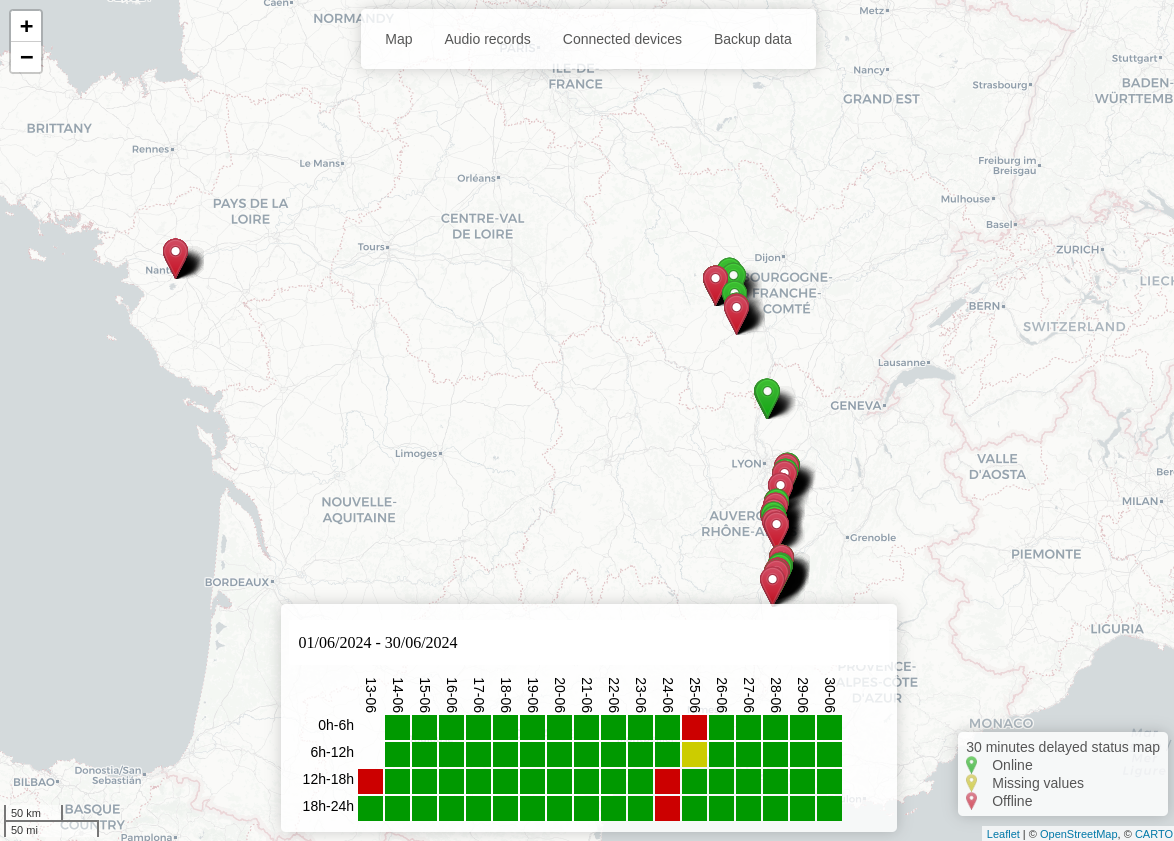 +
−
Map Audio records Connected devices Backup data
Caen
NORMANDY
PARIS
ÎLE-DE-
FRANCE
Metz
Nancy
GRAND EST
Strasbourg
Stuttgart
BADEN-
WÜRTTEMB
BRITTANY
Rennes
Le Mans
Orléans
PAYS DE LA
LOIRE
CENTRE-VAL
DE LOIRE
Tours
Nant
Freiburg im
Breisgau
Mulhouse
Basel
ZURICH
Dijon
BOURGOGNE-
FRANCHE-
COMTÉ
LIECH
BERN
SWITZERLAND
Lausanne
GENEVA
Limoges
LYON
VALLE
D'AOSTA
Ber
MILAN
NOUVELLE-
AQUITAINE
AUVERG
RHÔNE-A
Grenoble
PIEMONTE
BORDEAUX
LIGURIA
PROVENCE-
ALPES-CÔTE
D'AZUR
MONACO
01/06/2024 - 30/06/2024
13-06 14-06 15-06 16-06 17-06 18-06 19-06 20-06 21-06 22-06 23-06 24-06 25-06 26-06 27-06 28-06 29-06 30-06
0h-6h
6h-12h
12h-18h
18h-24h
30 minutes delayed status map
Online
Missing values
Offline
Donostia/San
Sebastián
BILBAO
BASQUE
COUNTRY
Pamplona
50 km
50 mi
Leaflet | © OpenStreetMap, © CARTO